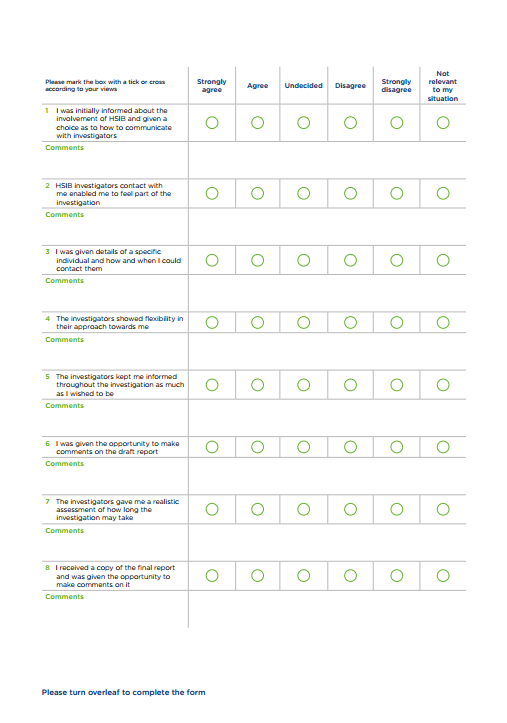 Please mark the box with a tick or cross
according to your views
Strongly
agree
Agree
Undecided
Disagree
Strongly
disagree
Not
relevant
to my
situation
1 I was initially informed about the
involvement of HSIB and given a
choice as to how to communicate
with investigators
Comments
2 HSIB investigators contact with
me enabled me to feel part of the
investigation
Comments
3 I was given details of a specific
individual and how and when I could
contact them
Comments
4 The investigators showed flexibility in
their approach towards me
Comments
5 The investigators kept me informed
throughout the investigation as much
as I wished to be
Comments
6 I was given the opportunity to make
comments on the draft report
Comments
7 The investigators gave me a realistic
assessment of how long the
investigation may take
Comments
8 I received a copy of the final report
and was given the opportunity to
make comments on it
Comments
Please turn overleaf to complete the form